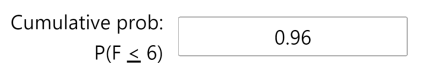 Cumulative prob:
P(F ≤ 6)
0.96